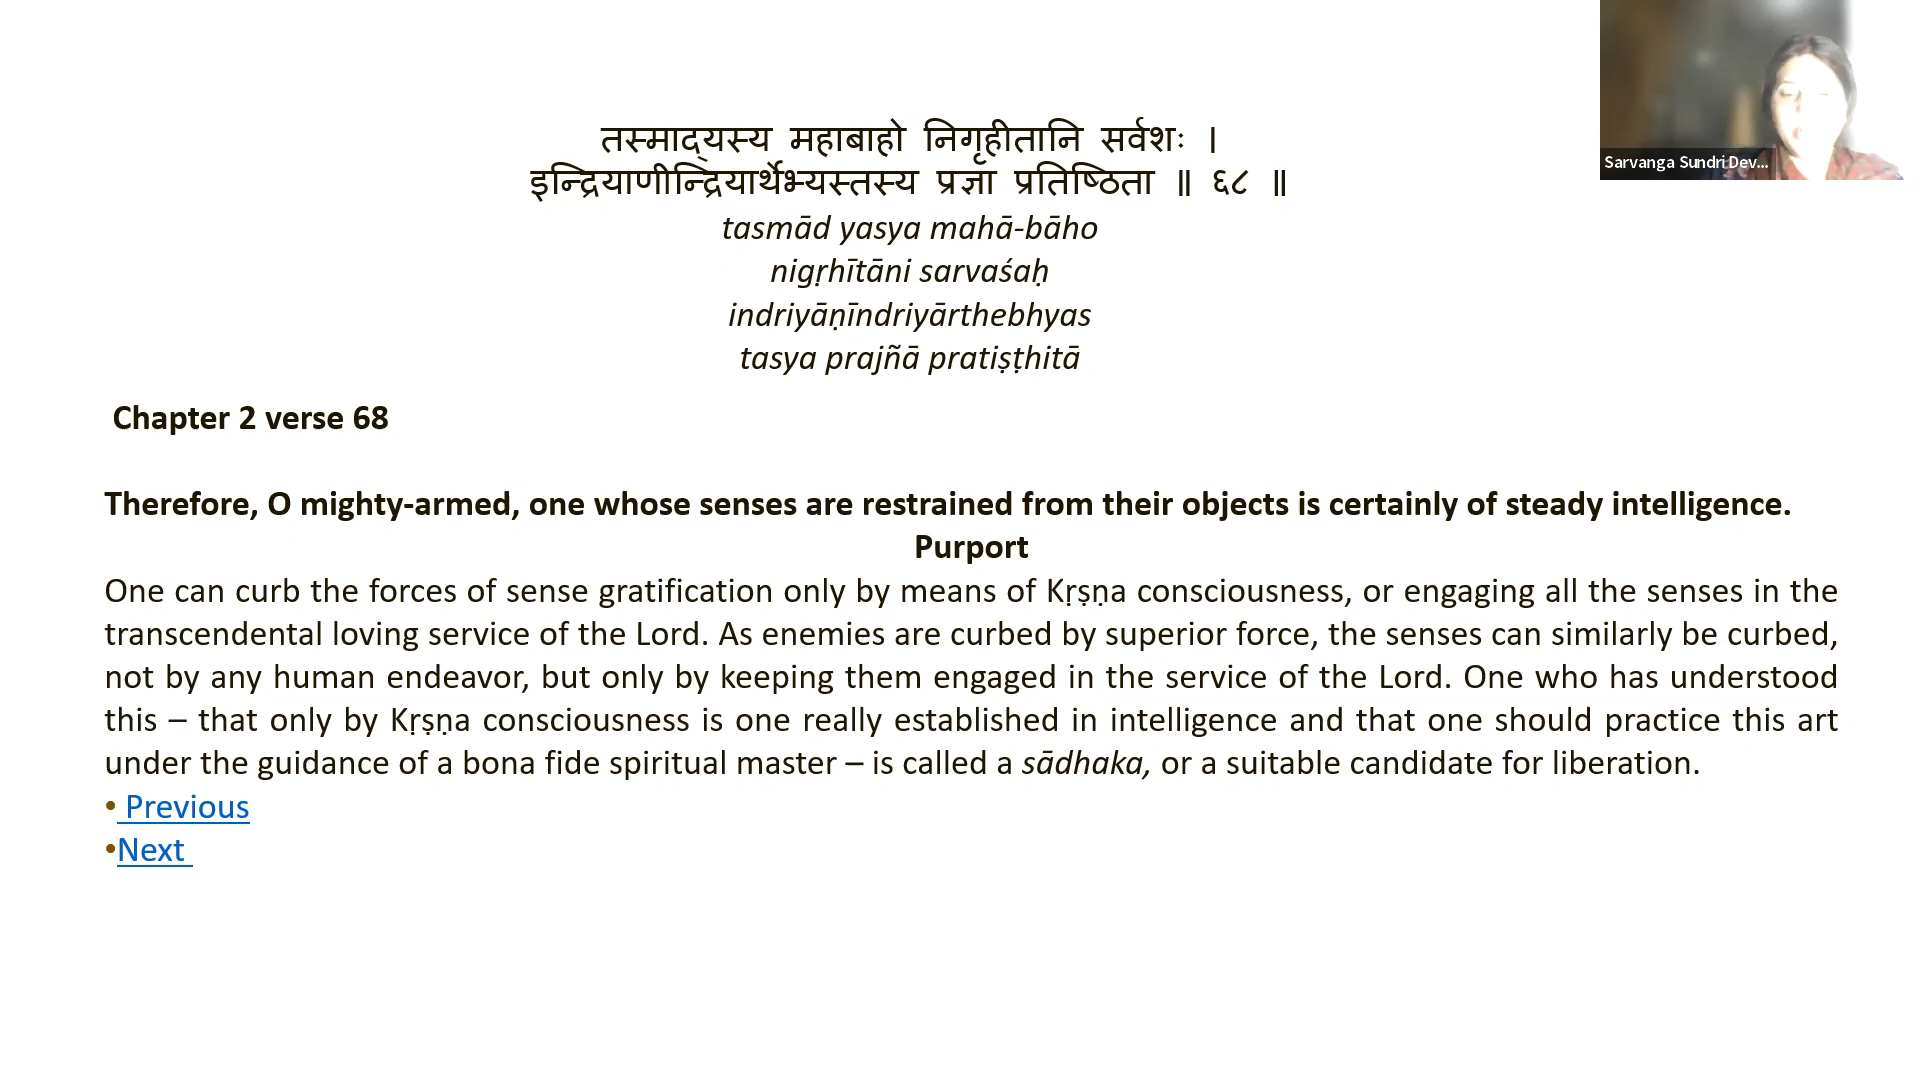 तस्माद्यस्य महाबाहो निगृहीतानि सर्वशः ।
इन्द्रियाणीन्द्रियार्थेभ्यस्तस्य प्रज्ञा प्रतिष्ठिता ॥ ६८ ॥
tasmād yasya mahā-bāho
nigṛhītāni sarvaśaḥ
indriyāṇīndriyārthebhyas
tasya prajñā pratiṣṭhitā
Chapter 2 verse 68
Therefore, O mighty-armed, one whose senses are restrained from their objects is certainly of steady intelligence.
Purport
One can curb the forces of sense gratification only by means of Kṛṣṇa consciousness, or engaging all the senses in the
transcendental loving service of the Lord. As enemies are curbed by superior force, the senses can similarly be curbed,
not by any human endeavor, but only by keeping them engaged in the service of the Lord. One who has understood
this – that only by Kṛṣṇa consciousness is one really established in intelligence and that one should practice this art
under the guidance of a bona fide spiritual master – is called a sādhaka, or a suitable candidate for liberation.
• Previous
•Next
Sarvanga Sundri Dev...